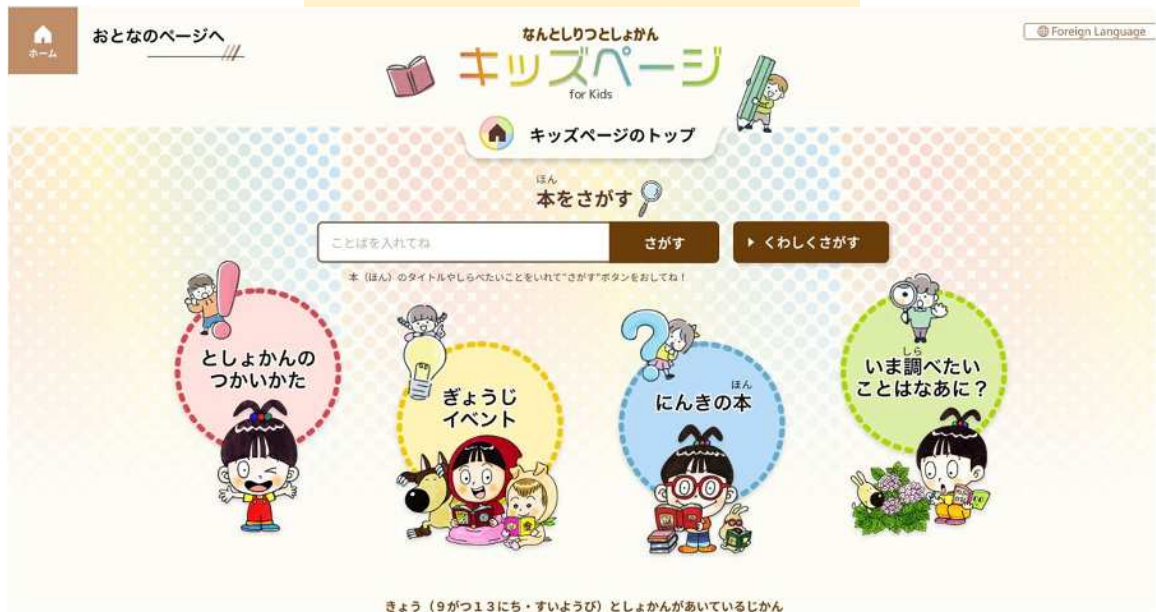 ホーム
おとなのページへ
なんとしりつとしょかん
キッズページ
for Kids
Foreign Language
キッズページのトップ
ほん
本をさがす
ことばを入れてね
さがす
くわしくさがす
本（ほん）のタイトルやしらべたいことをいれて"さがす"ボタンをおしてね！
としょかんの
つかいかた
ぎょうじ
イベント
ほん
にんきの本
しら
いま調べたい
ことはなあに？
きょう（9がつ13にち・すいようび）としょかんがあいているじかん